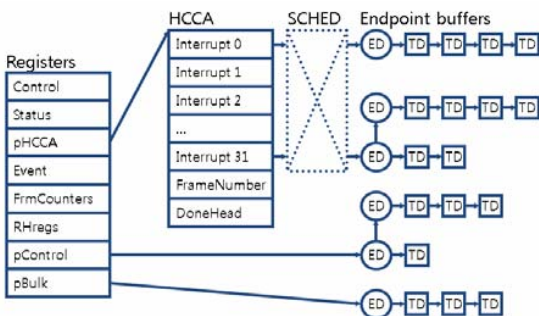 HCCA SCHED Endpoint buffers
Interrupt 0
Interrupt 1
Interrupt 2
...
Interrupt 31
FrameNumber
DoneHead
Registers
Control
Status
pHCCA
Event
FrmCounters
RHregs
pControl
pBulk
ED TD TD TD TD
ED TD TD TD TD
ED TD TD
ED TD TD TD
ED TD
ED TD TD TD